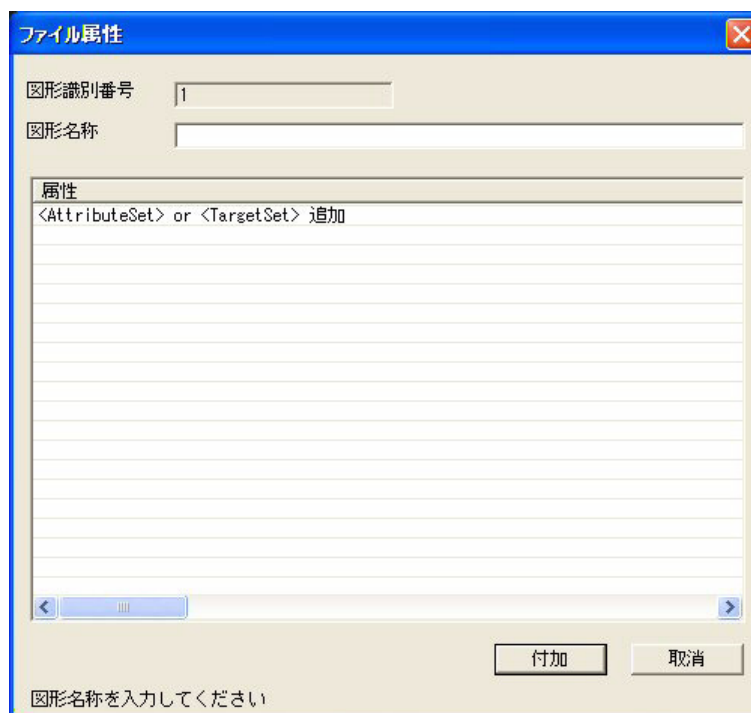 ファイル属性
図形識別番号 1
図形名称
属性
<AttributeSet> or <TargetSet> 追加
付加 取消
図形名称を入力してください